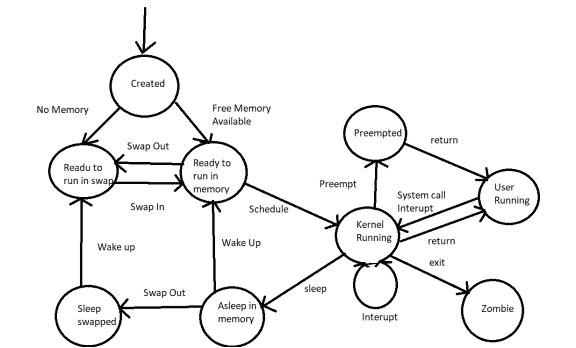 Created
No Memory
Free Memory
Available
Preempted
return
Swap Out
Readu to
run in swap
Ready to
run in
memory
Preempt
System call
Interupt
User
Running
Swap In
Schedule
Kernel
Running
return
Wake up
Wake Up
exit
Swap Out
sleep
Sleep
swapped
Asleep in
memory
Zombie
Interupt